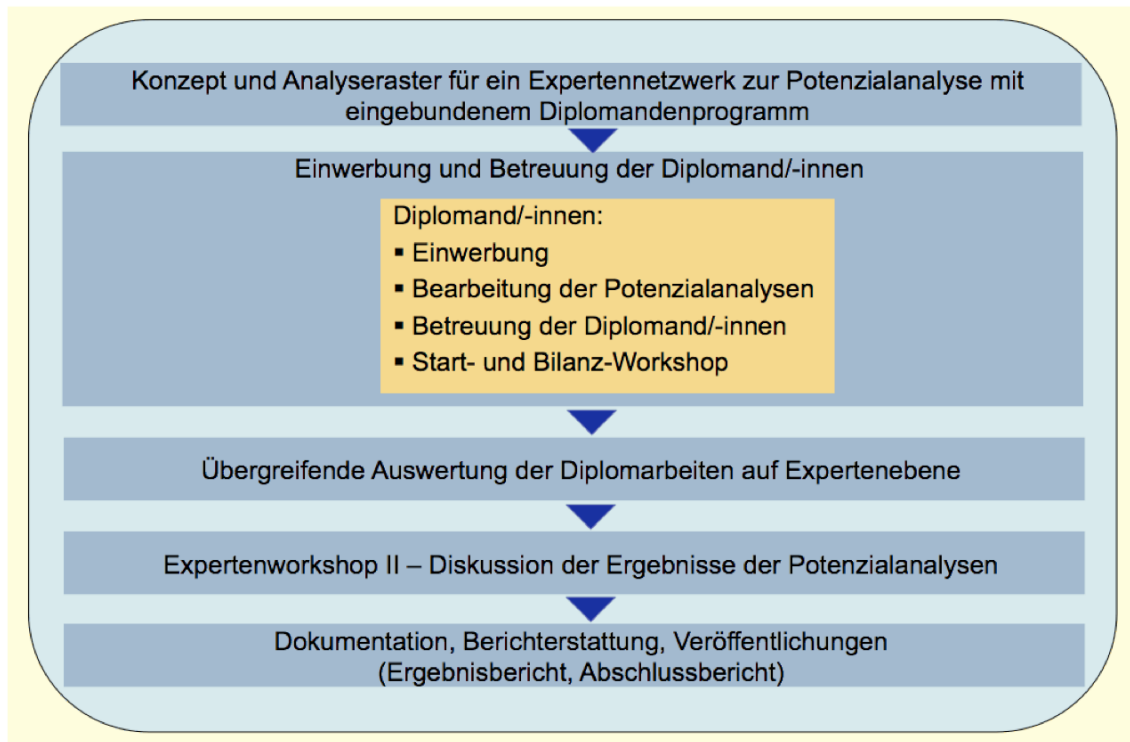 Konzept und Analyseraster für ein Expertennetzwerk zur Potenzialanalyse mit
eingebundenem Diplomandenprogramm
Einwerbung und Betreuung der Diplomand/-innen
Diplomand/-innen:
▪ Einwerbung
▪ Bearbeitung der Potenzialanalysen
▪ Betreuung der Diplomand/-innen
▪ Start- und Bilanz-Workshop
Übergreifende Auswertung der Diplomarbeiten auf Expertenebene
Expertenworkshop II – Diskussion der Ergebnisse der Potenzialanalysen
Dokumentation, Berichterstattung, Veröffentlichungen
(Ergebnisbericht, Abschlussbericht)